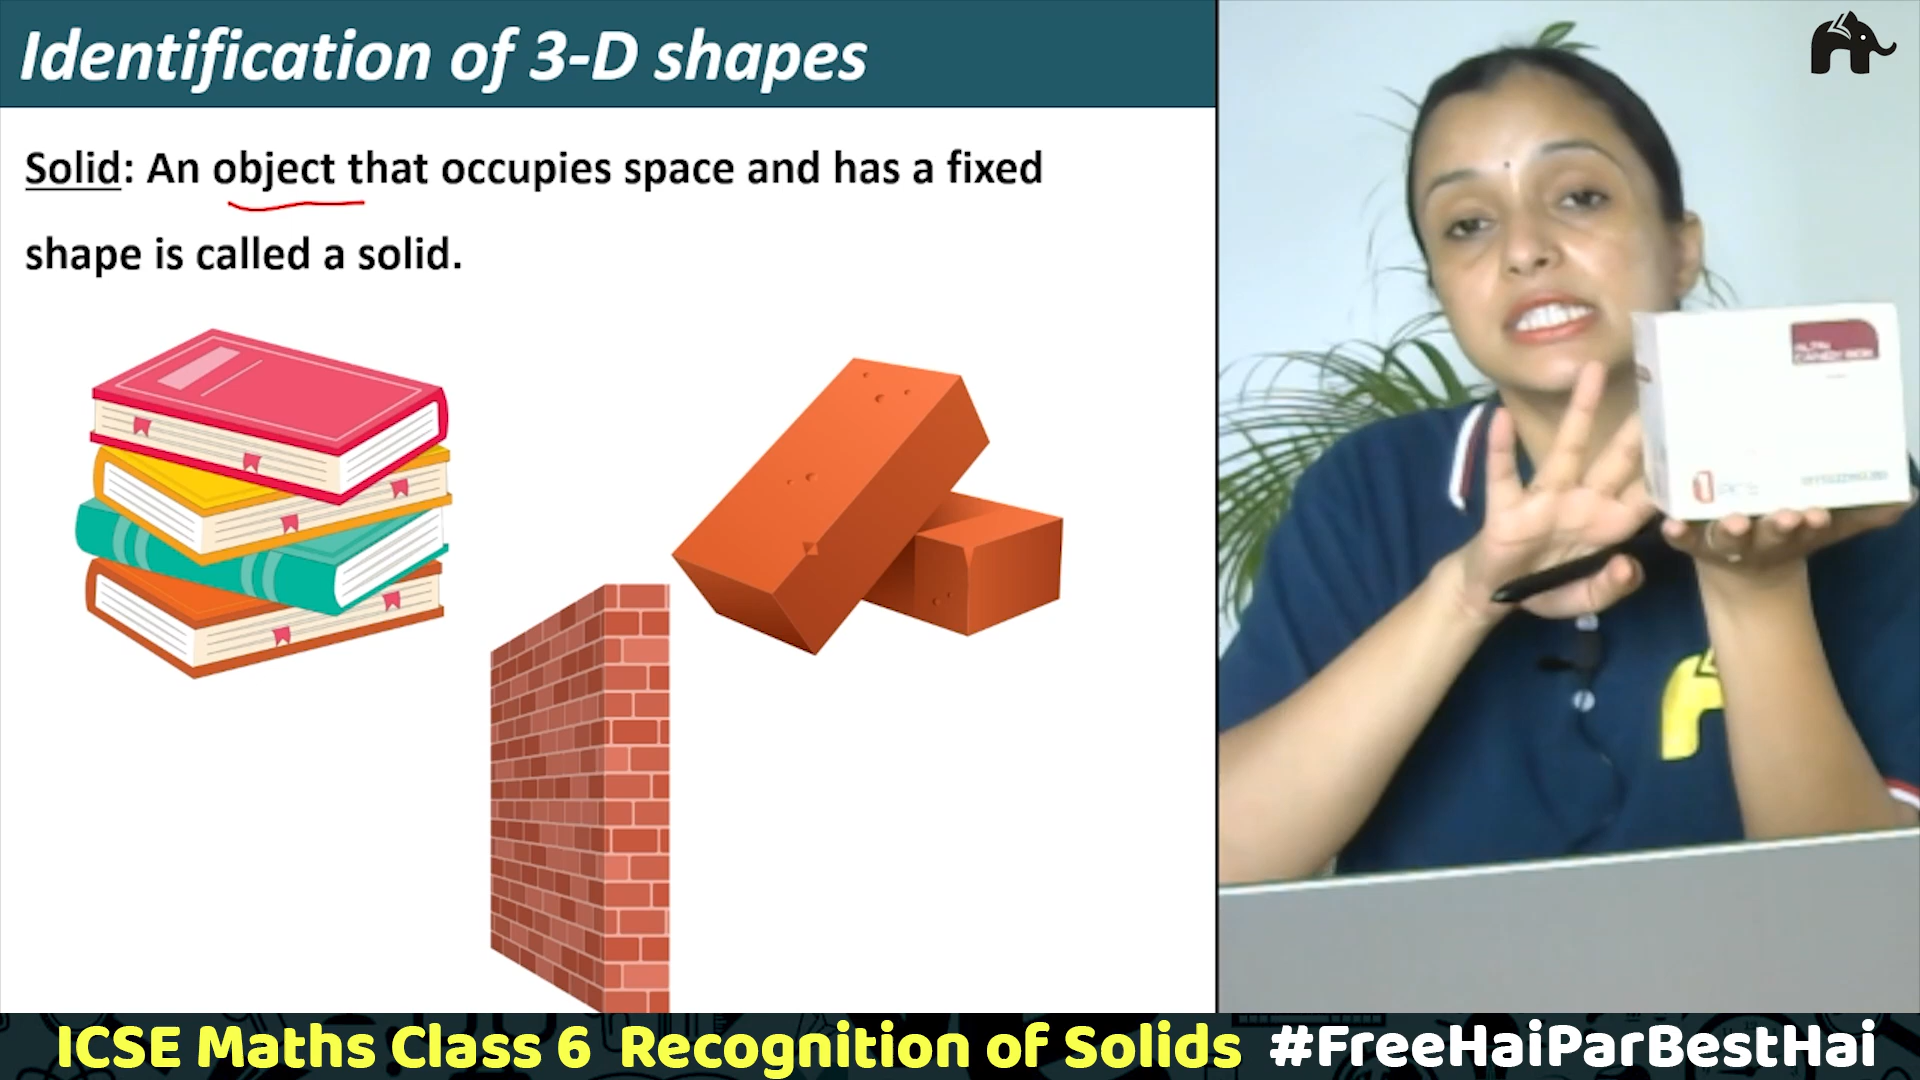 Identification of 3-D shapes
Solid: An object that occupies space and has a fixed
shape is called a solid.
ICSE Maths Class 6 Recognition of Solids #FreeHaiParBestHai